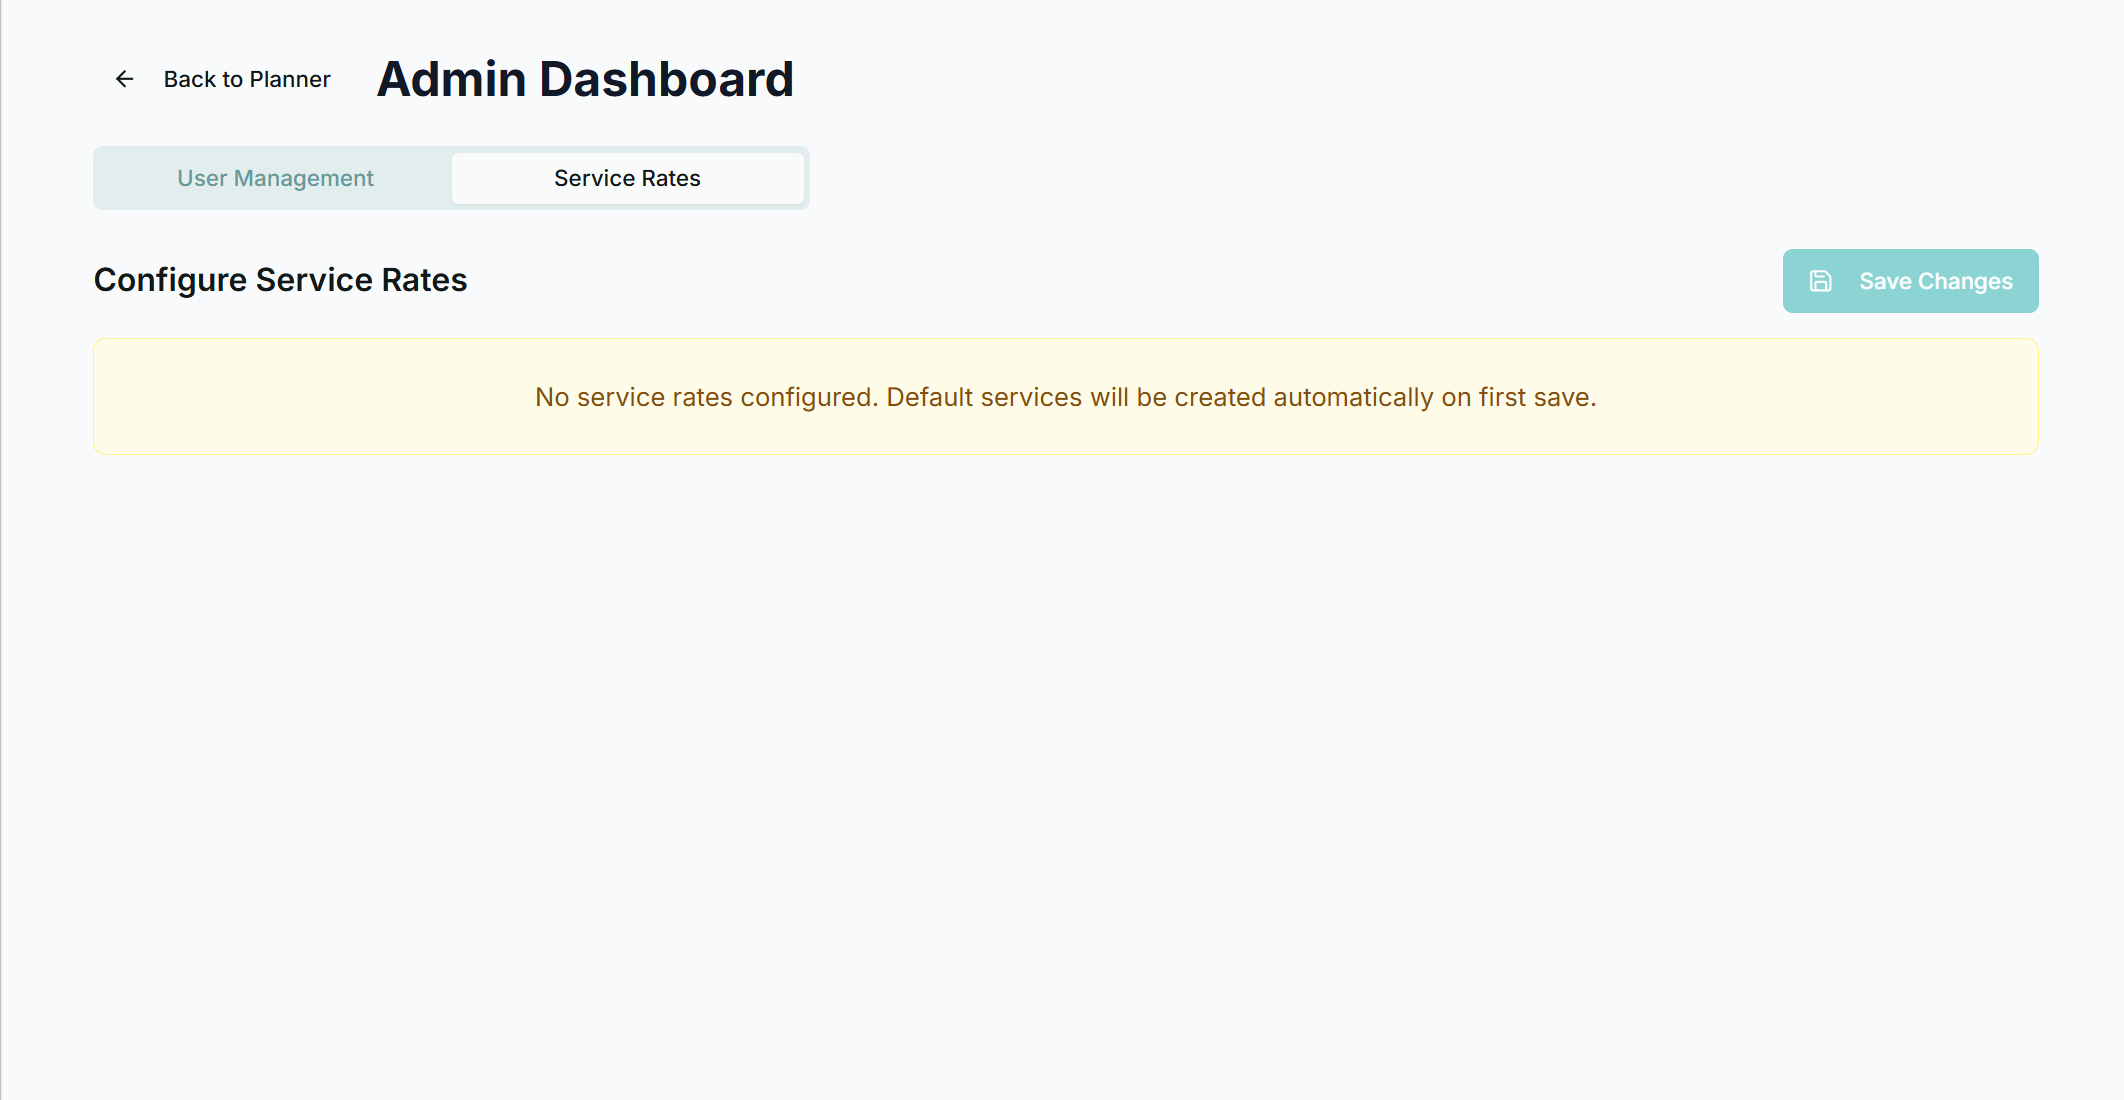 Back to Planner
Admin Dashboard
User Management
Service Rates
Configure Service Rates
Save Changes
No service rates configured. Default services will be created automatically on first save.